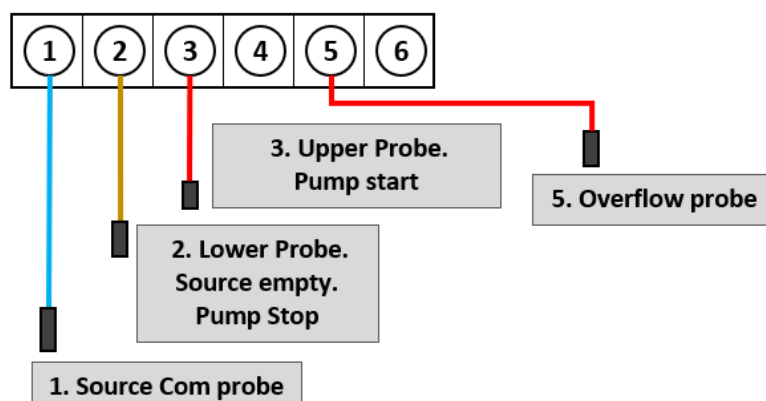 1 2 3 4 5 6
3. Upper Probe.
Pump start
5. Overflow probe
2. Lower Probe.
Source empty.
Pump Stop
1. Source Com probe